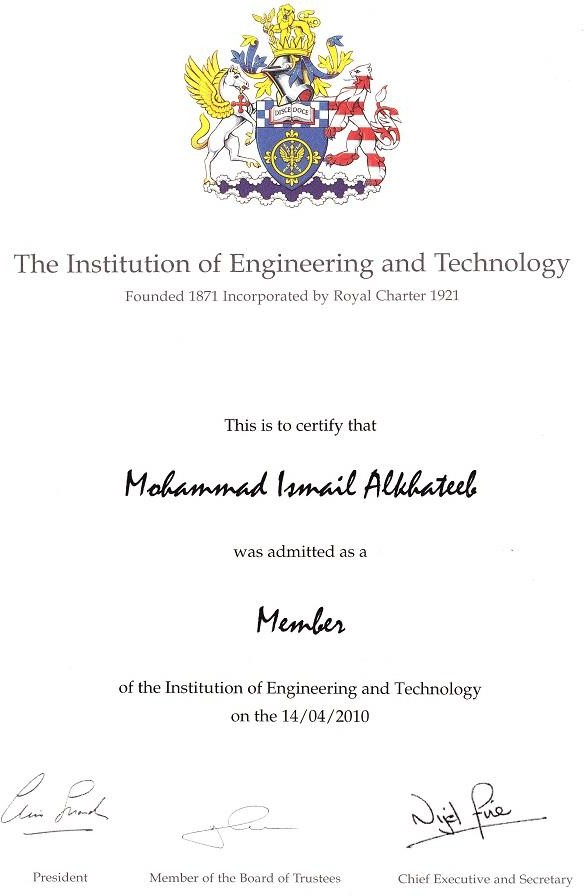 DISCE DOCE
The Institution of Engineering and Technology
Founded 1871 Incorporated by Royal Charter 1921
This is to certify that
Mohammad Ismail Alkhateeb
was admitted as a
Member
of the Institution of Engineering and Technology
on the 14/04/2010
Nigel Fine
President
Member of the Board of Trustees
Chief Executive and Secretary